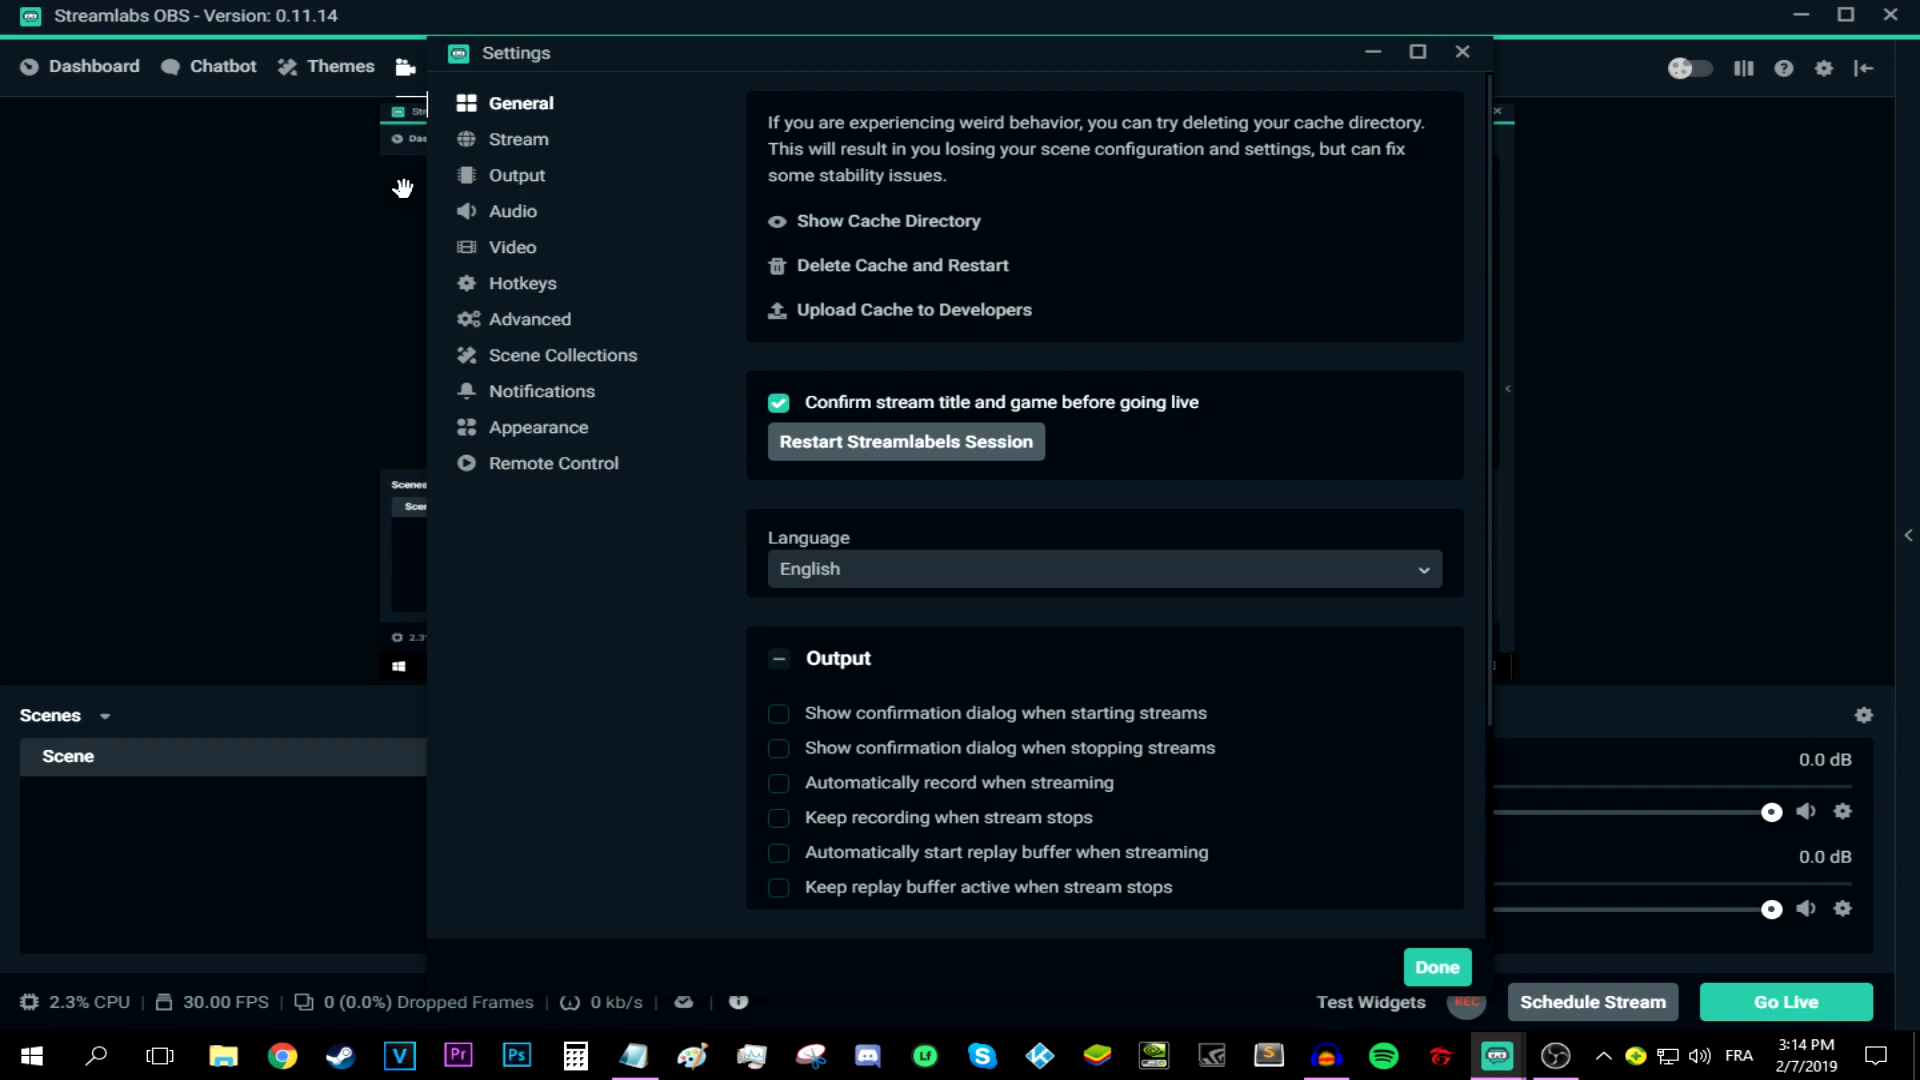 Streamlabs OBS - Version: 0.11.14
Dashboard Chatbot Themes
Settings
General
Stream
Output
Audio
Video
Hotkeys
Advanced
Scene Collections
Notifications
Appearance
Remote Control
If you are experiencing weird behavior, you can try deleting your cache directory.
This will result in you losing your scene configuration and settings, but can fix
some stability issues.
Show Cache Directory
Delete Cache and Restart
Upload Cache to Developers
Confirm stream title and game before going live
Restart Streamlabels Session
Language
English
Output
Show confirmation dialog when starting streams
Show confirmation dialog when stopping streams
Automatically record when streaming
Keep recording when stream stops
Automatically start replay buffer when streaming
Keep replay buffer active when stream stops
Done
Scenes
Scenes
Scene
0.0 dB
0.0 dB
2.3% CPU 30.00 FPS 0 (0.0%) Dropped Frames 0 kb/s
Test Widgets REC Schedule Stream Go Live
V Pr Ps Lf S FRA
3:14 PM
2/7/2019